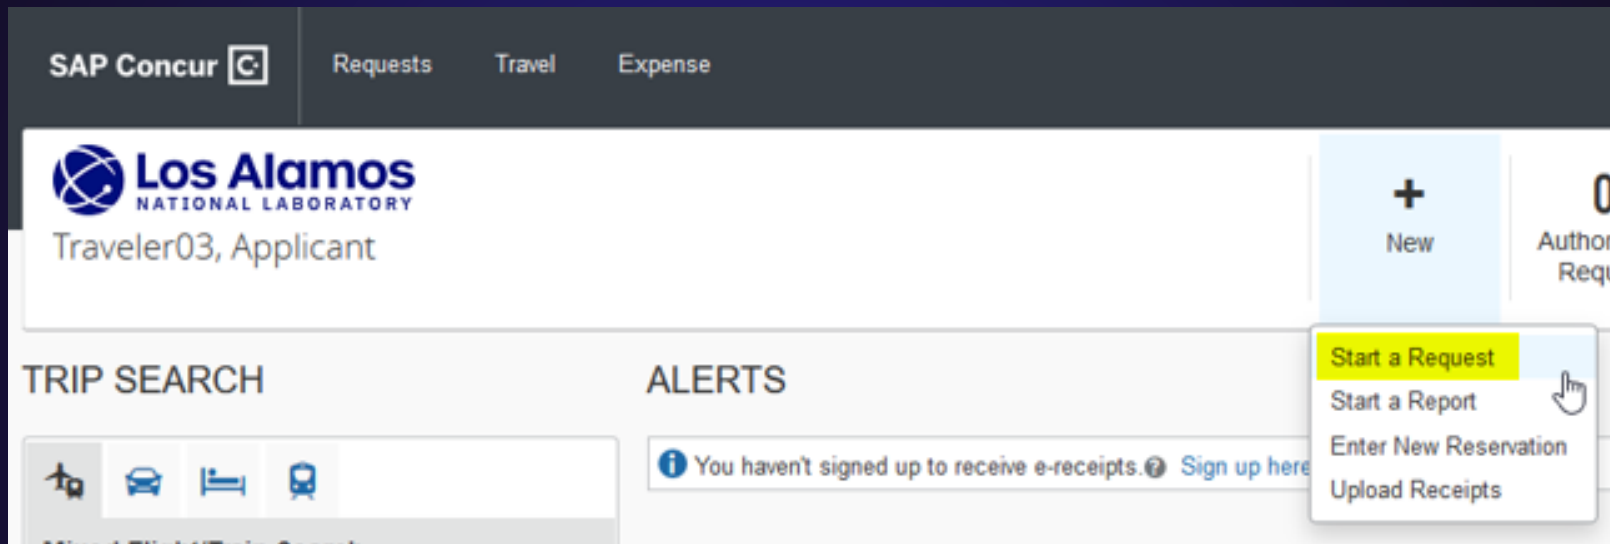 SAP Concur C
Requests
Travel
Expense
Los Alamos
NATIONAL LABORATORY
Traveler03, Applicant
New
Start a Request
Start a Report
Enter New Reservation
Upload Receipts
TRIP SEARCH
ALERTS
You haven't signed up to receive e-receipts. Sign up here